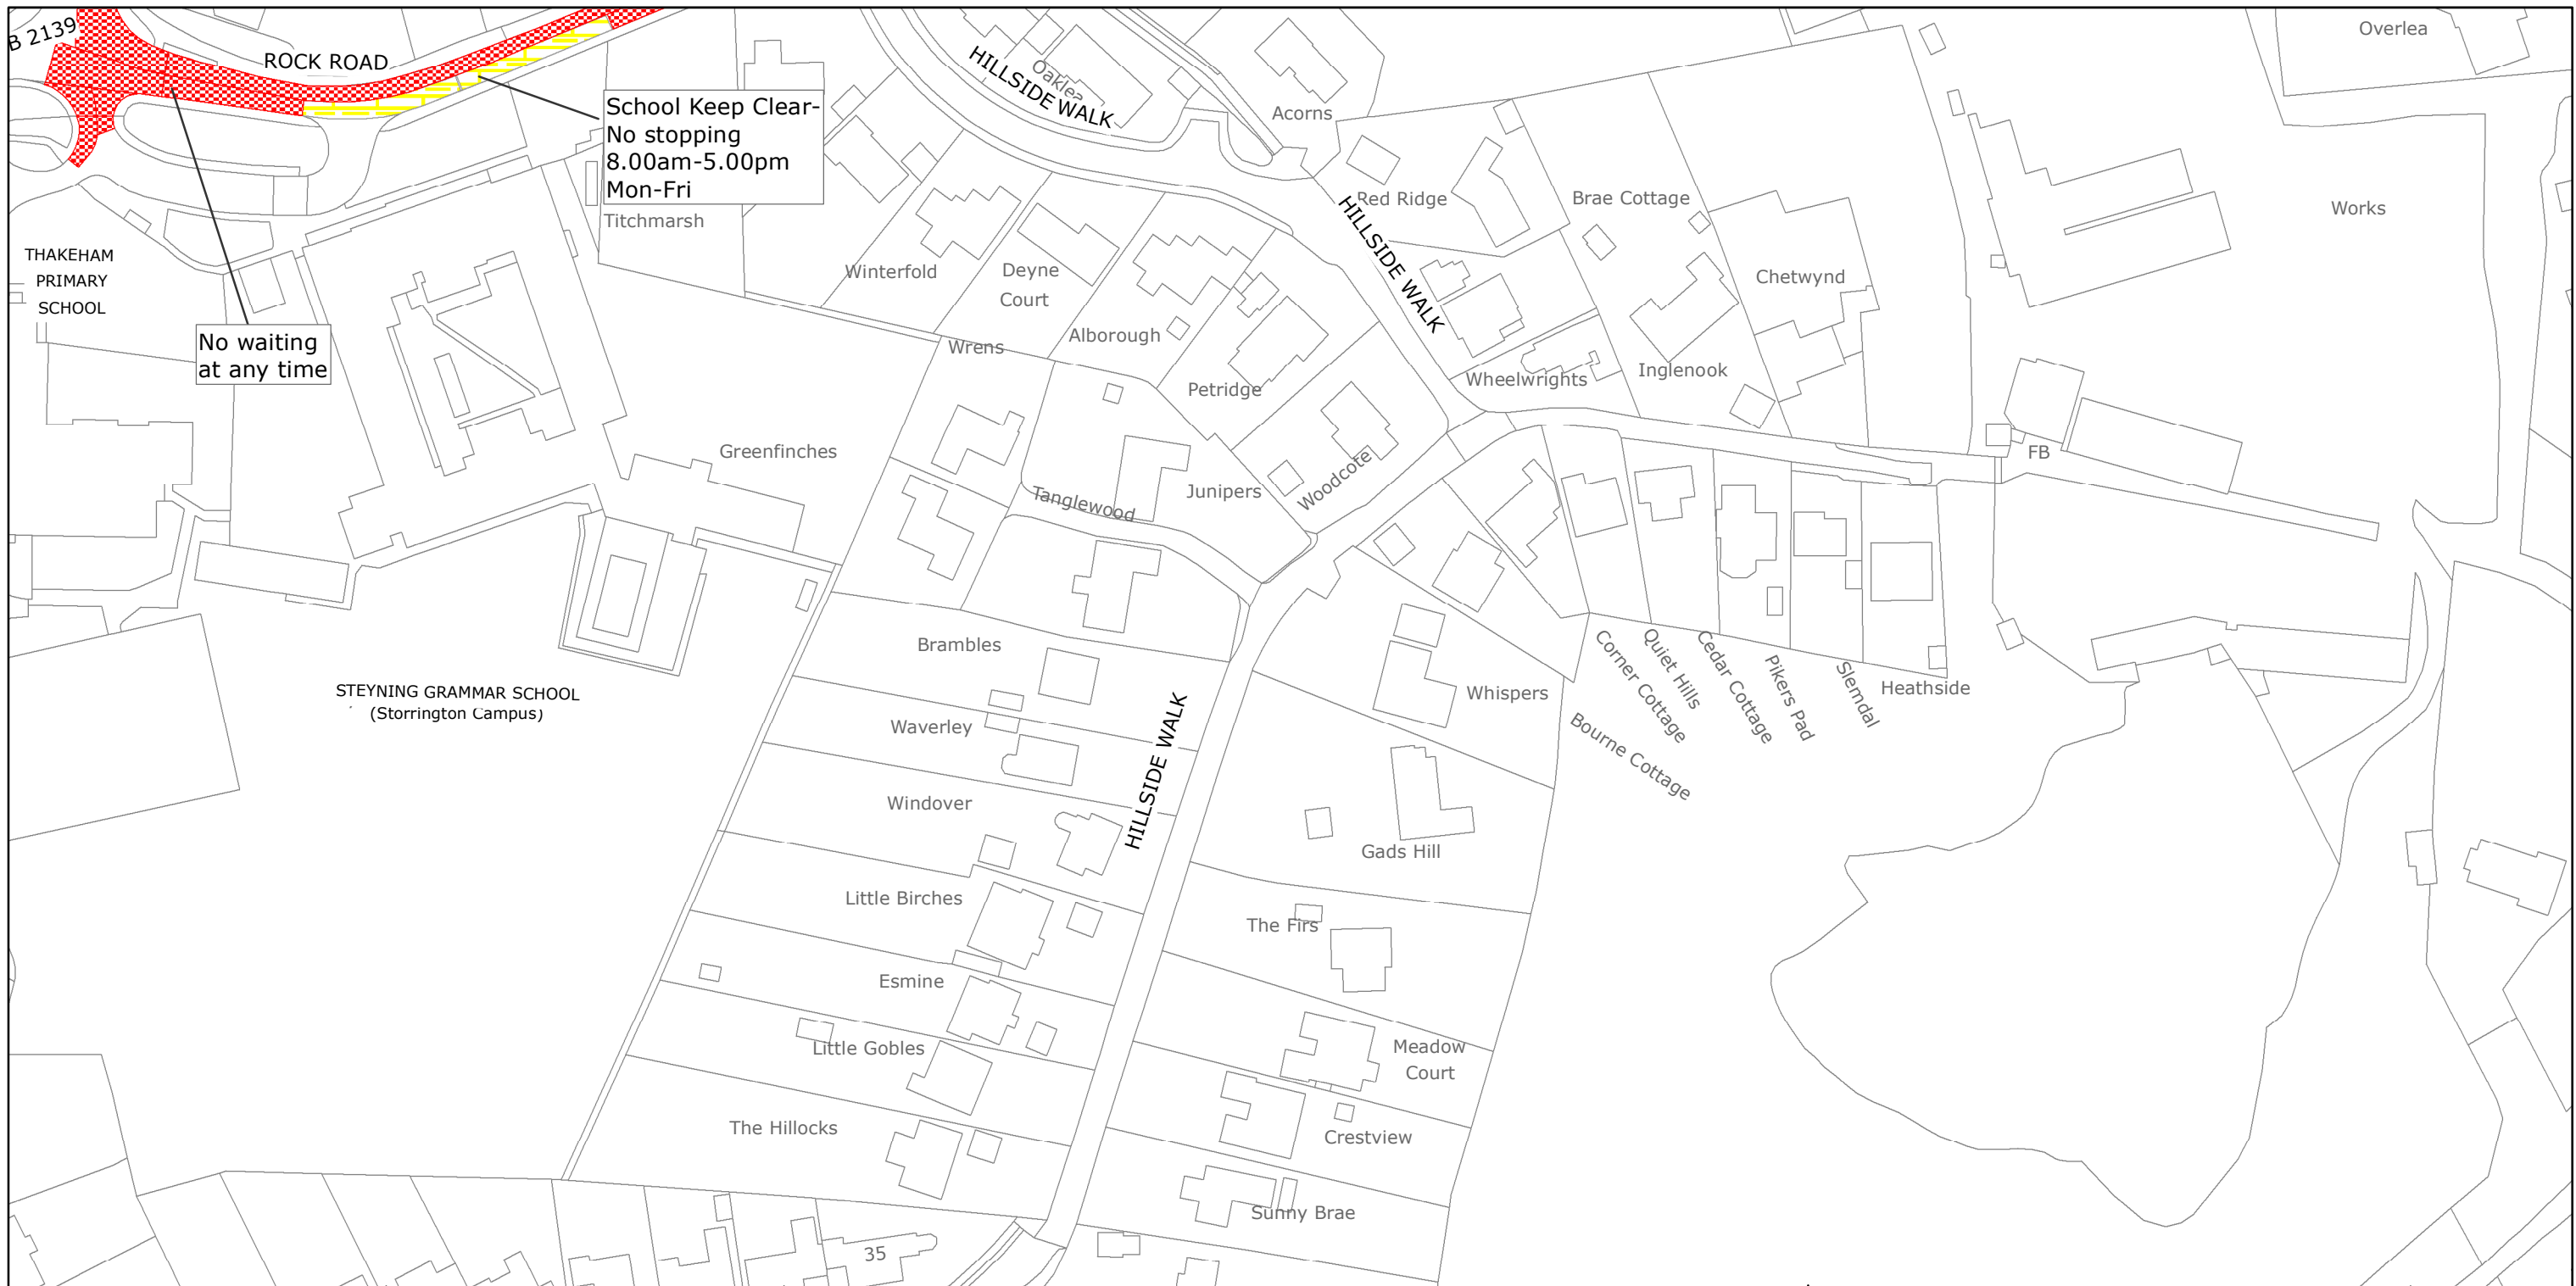 B 2139
ROCK ROAD
HILLSIDE WALK
Oaklea
Overlea
Acorns
School Keep Clear-
No stopping
8.00am-5.00pm
Mon-Fri
Titchmarsh
Red Ridge
Brae Cottage
Works
HILLSIDE WALK
THAKEHAM
PRIMARY
SCHOOL
Winterfold
Deyne
Court
Chetwynd
No waiting
at any time
Alborough
Wrens
Petridge
Wheelwrights
Inglenook
Greenfinches
FB
Tanglewood
Junipers
Woodcote
Brambles
STEYNING GRAMMAR SCHOOL
(Storrington Campus)
Whispers
Corner Cottage
Quiet Hills
Cedar Cottage
Pikers Pad
Slemdal
Heathside
Bourne Cottage
Waverley
HILLSIDE WALK
Windover
Gads Hill
Little Birches
The Firs
Esmine
Little Gobles
Meadow
Court
The Hillocks
Crestview
Sunny Brae
35